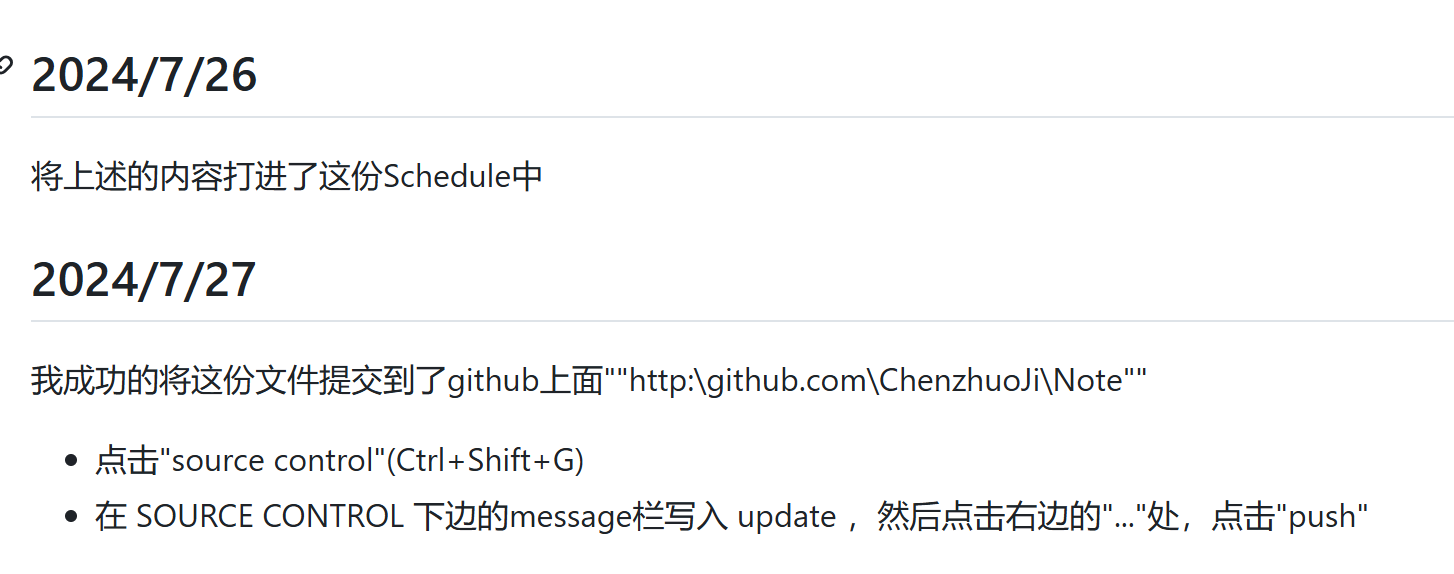 2024/7/26
将上述的内容打进了这份Schedule中
2024/7/27
我成功的将这份文件提交到了github上面""http:\github.com\ChenzhuoJi\Note""
点击"source control"(Ctrl+Shift+G)
在 SOURCE CONTROL 下边的message栏写入 update ，然后点击右边的"..."处，点击"push"